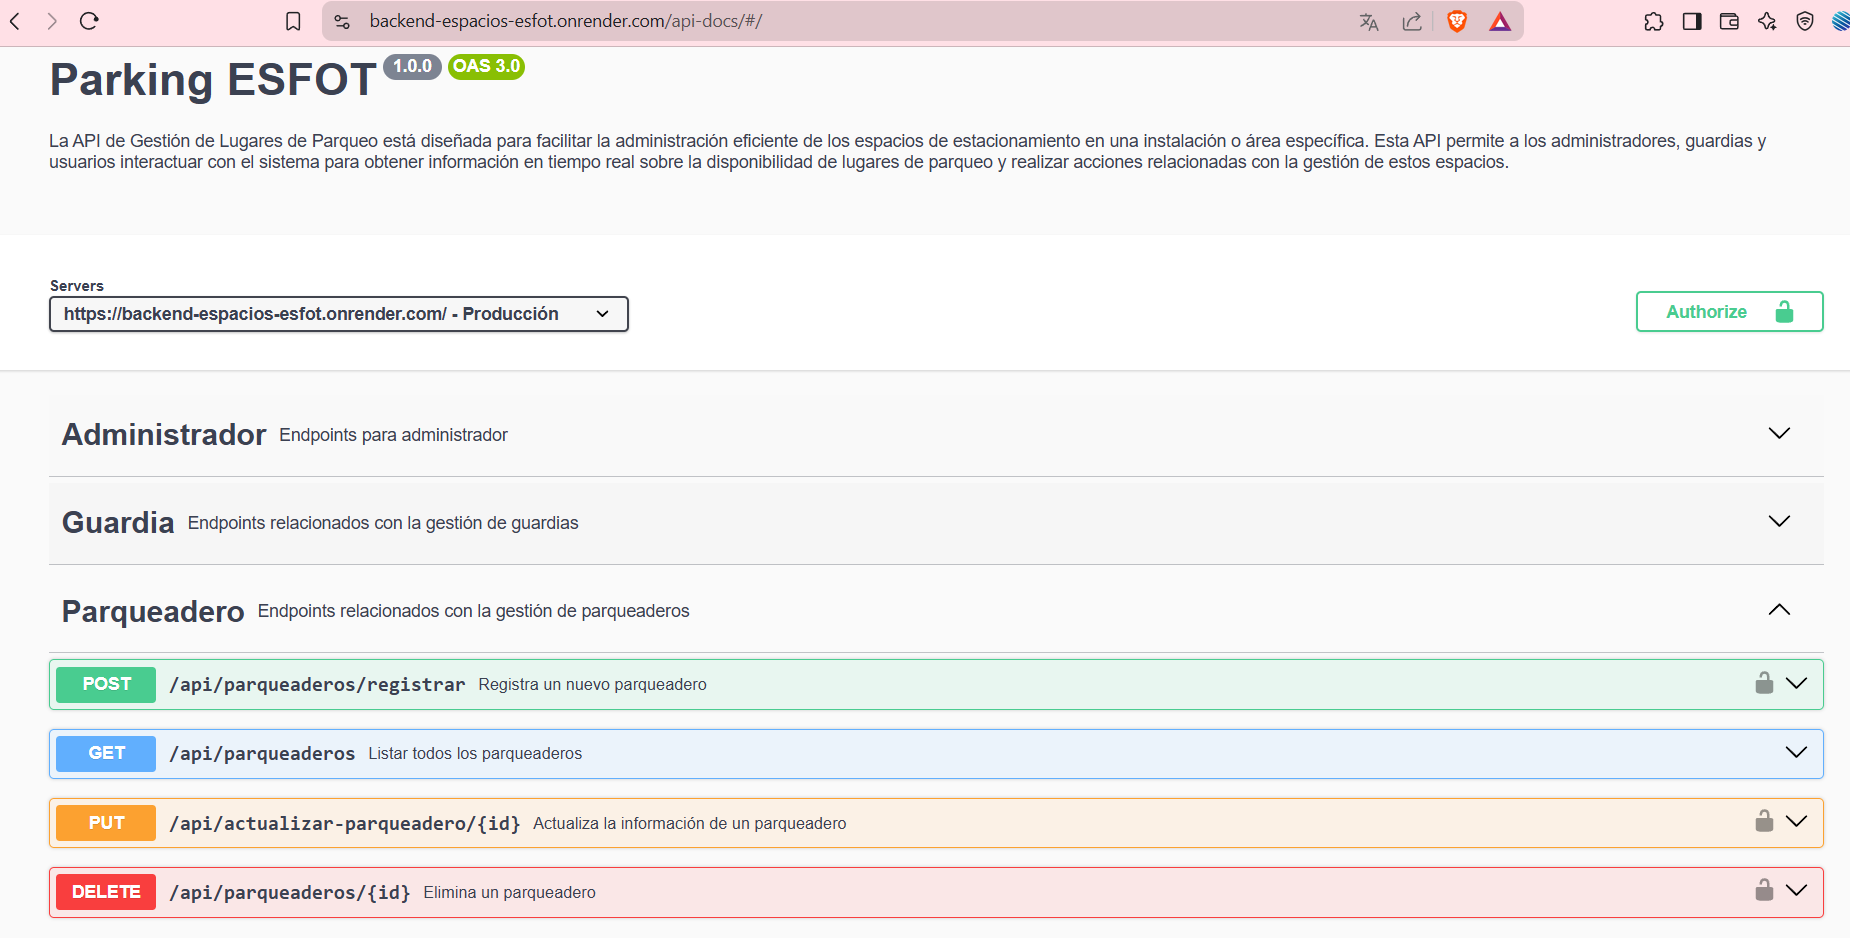 backend-espacios-esfot.onrender.com/api-docs/#/
Parking ESFOT 1.0.0 OAS 3.0
La API de Gestión de Lugares de Parqueo está diseñada para facilitar la administración eficiente de los espacios de estacionamiento en una instalación o área específica. Esta API permite a los administradores, guardias y
usuarios interactuar con el sistema para obtener información en tiempo real sobre la disponibilidad de lugares de parqueo y realizar acciones relacionadas con la gestión de estos espacios.
Servers
https://backend-espacios-esfot.onrender.com/ - Producción
Authorize
Administrador Endpoints para administrador
Guardia Endpoints relacionados con la gestión de guardias
Parqueadero Endpoints relacionados con la gestión de parqueaderos
POST /api/parqueaderos/registrar Registra un nuevo parqueadero
GET /api/parqueaderos Listar todos los parqueaderos
PUT /api/actualizar-parqueadero/{id} Actualiza la información de un parqueadero
DELETE /api/parqueaderos/{id} Elimina un parqueadero